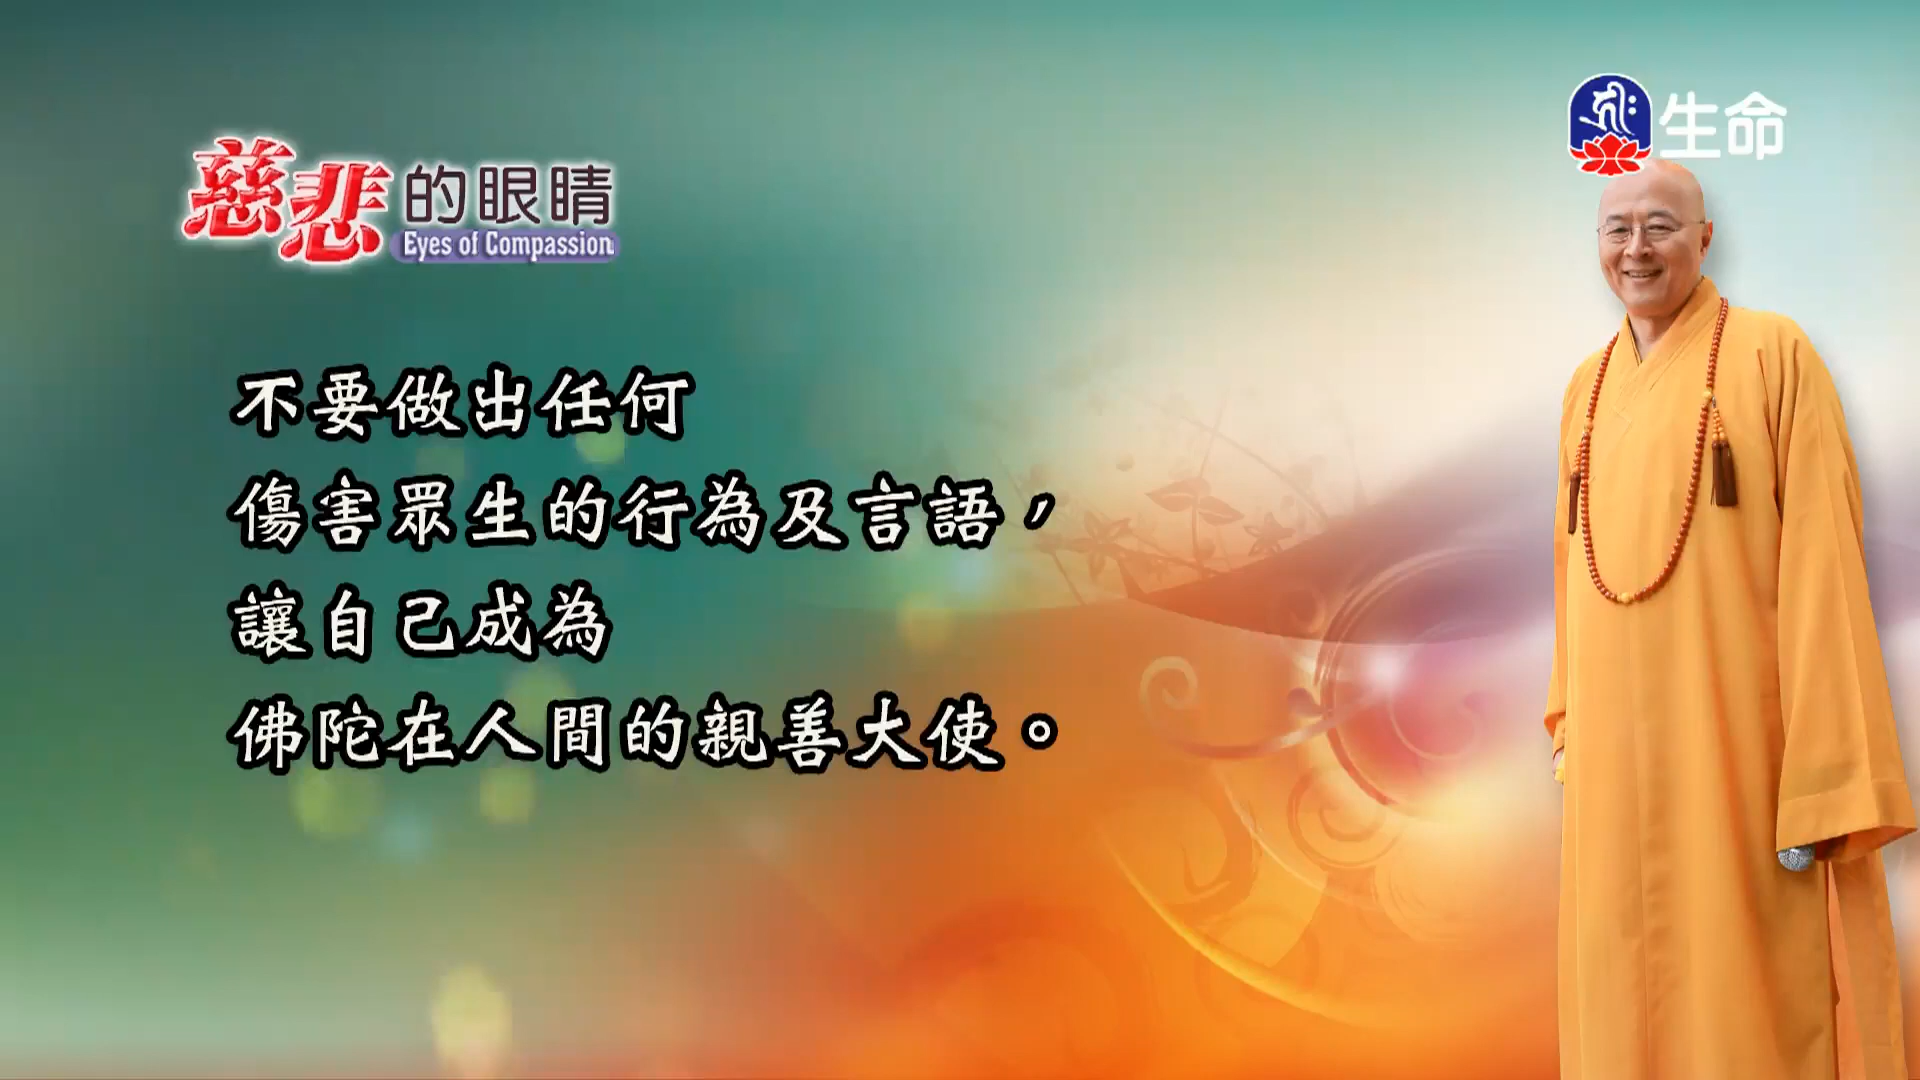 慈悲的眼睛
Eyes of Compassion
生命
不要做出任何
傷害眾生的行為及言語，
讓自己成為
佛陀在人間的親善大使。